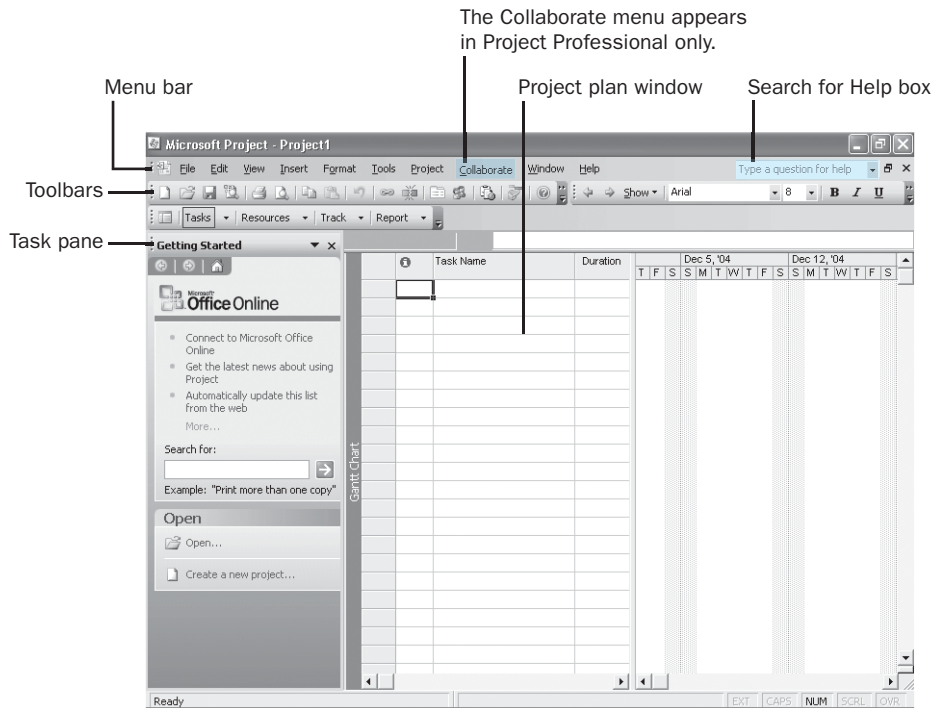 The Collaborate menu appears
in Project Professional only.
Menu bar
Project plan window
Search for Help box
Microsoft Project - Project1
File Edit View Insert Format Tools Project Collaborate Window Help
Type a question for help
Toolbars
Show
Arial
8
B I U
Tasks Resources Track Report
Task pane
Getting Started
Task Name
Duration
Dec 5, '04
Dec 12, '04
T F S S M T W T F S S M T W T F S
Microsoft
Office Online
Connect to Microsoft Office
Online
Get the latest news about using
Project
Automatically update this list
from the web
More...
Search for:
Example: "Print more than one copy"
Gantt Chart
Open
Open...
Create a new project...
Ready
EXT CAPS NUM SCRL OVR